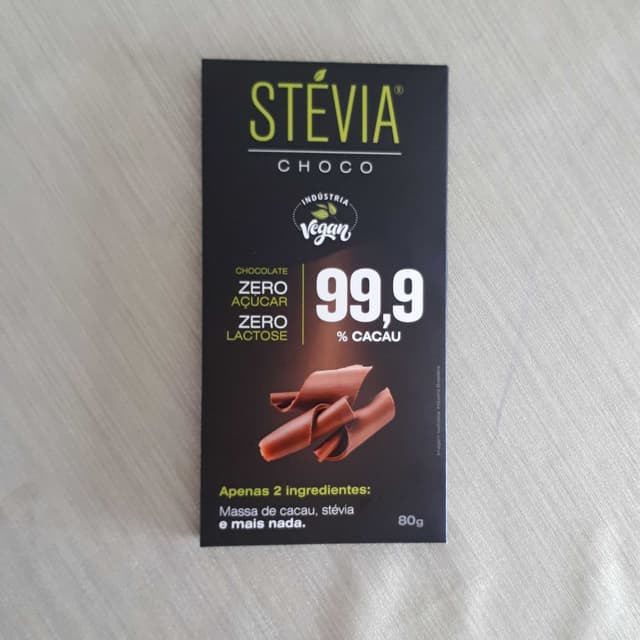 STÉVIA®
CHOCO
INDÚSTRIA
Vegan
CHOCOLATE
ZERO
AÇÚCAR
ZERO
LACTOSE
99,9
% CACAU
Apenas 2 ingredientes:
Massa de cacau, stévia
e mais nada.
80g